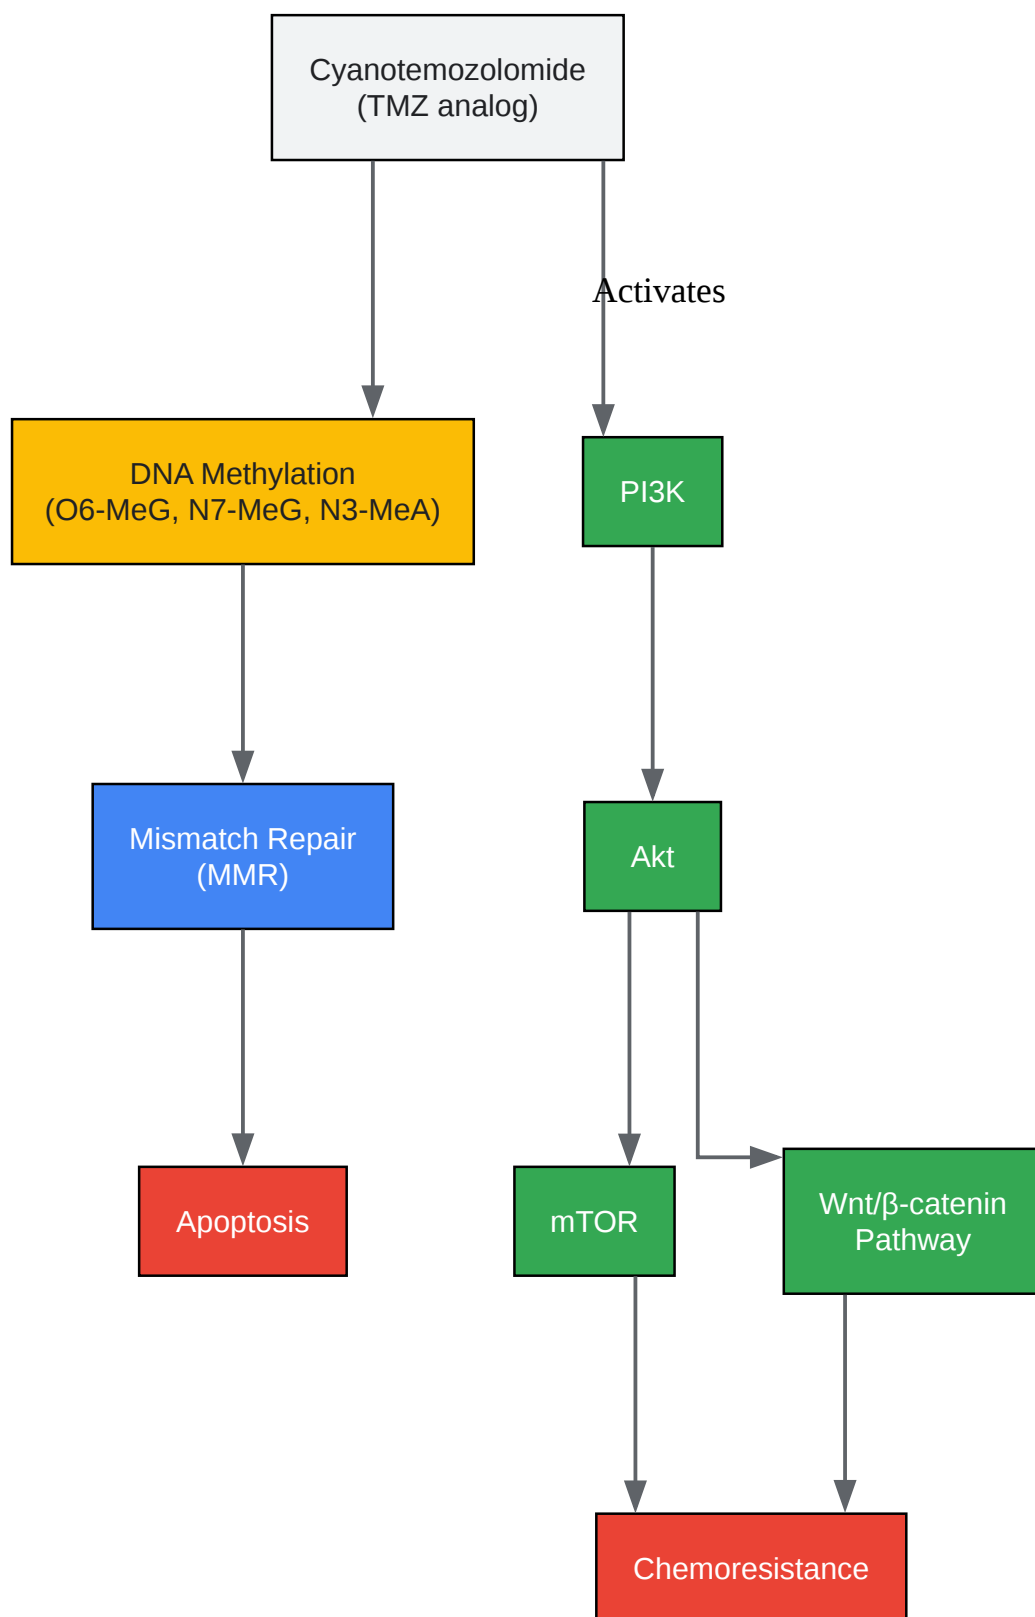 Cyanotemozolomide
(TMZ analog)
Activates
DNA Methylation
(O6-MeG, N7-MeG, N3-MeA)
PI3K
Mismatch Repair
(MMR)
Akt
Apoptosis
mTOR
Wnt/β-catenin
Pathway
Chemoresistance